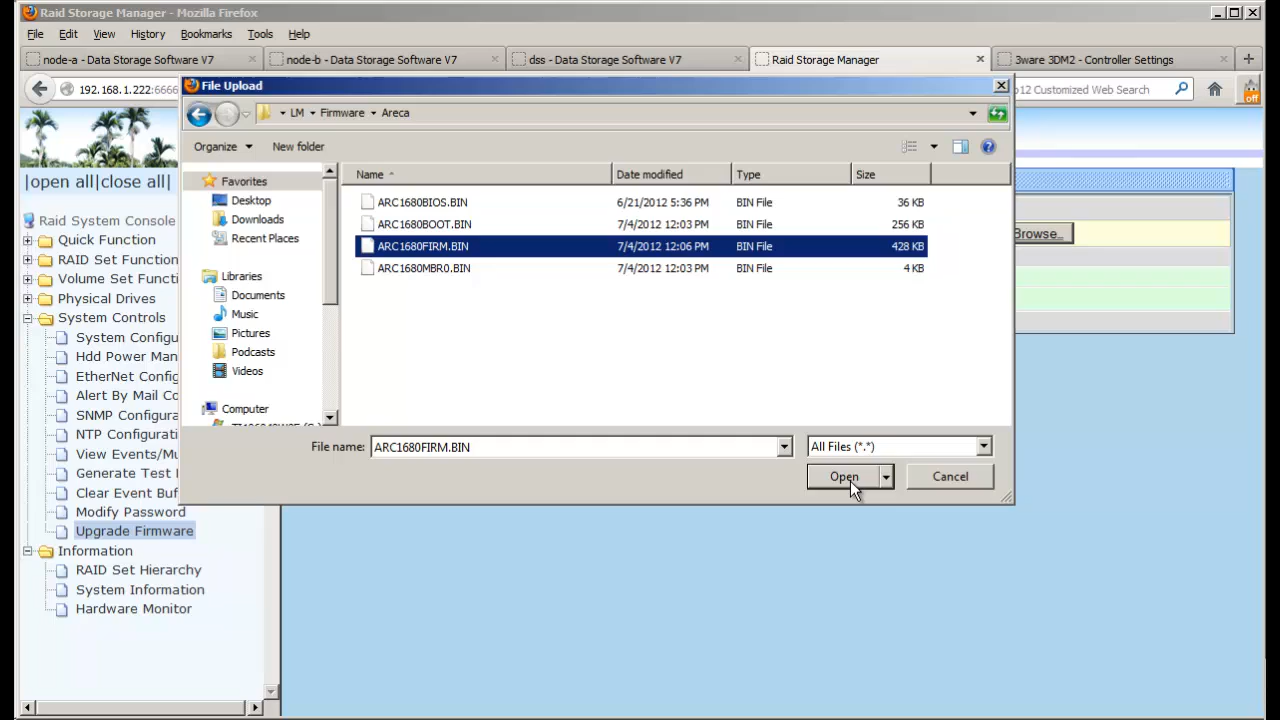 Raid Storage Manager - Mozilla Firefox
File Edit View History Bookmarks Tools Help
node-a - Data Storage Software V7 node-b - Data Storage Software V7 dss - Data Storage Software V7 Raid Storage Manager 3ware 3DM2 - Controller Settings
192.168.1.222:6666 12 Customized Web Search
off
File Upload
LM Firmware Areca
Organize New folder
Name Date modified Type Size
Favorites
Desktop
Downloads
Recent Places
Libraries
Documents
Music
Pictures
Podcasts
Videos
Computer
ARC1680BIOS.BIN 6/21/2012 5:36 PM BIN File 36 KB
ARC1680BOOT.BIN 7/4/2012 12:03 PM BIN File 256 KB
ARC1680FIRM.BIN 7/4/2012 12:06 PM BIN File 428 KB
ARC1680MBR0.BIN 7/4/2012 12:03 PM BIN File 4 KB
File name: ARC1680FIRM.BIN All Files (*.*)
Open Cancel
Browse...
|open all|close all|
Raid System Console
Quick Function
RAID Set Function
Volume Set Functi
Physical Drives
System Controls
System Configu
Hdd Power Man
EtherNet Config
Alert By Mail Co
SNMP Configura
NTP Configurati
View Events/Mu
Generate Test
Clear Event Buf
Modify Password
Upgrade Firmware
Information
RAID Set Hierarchy
System Information
Hardware Monitor